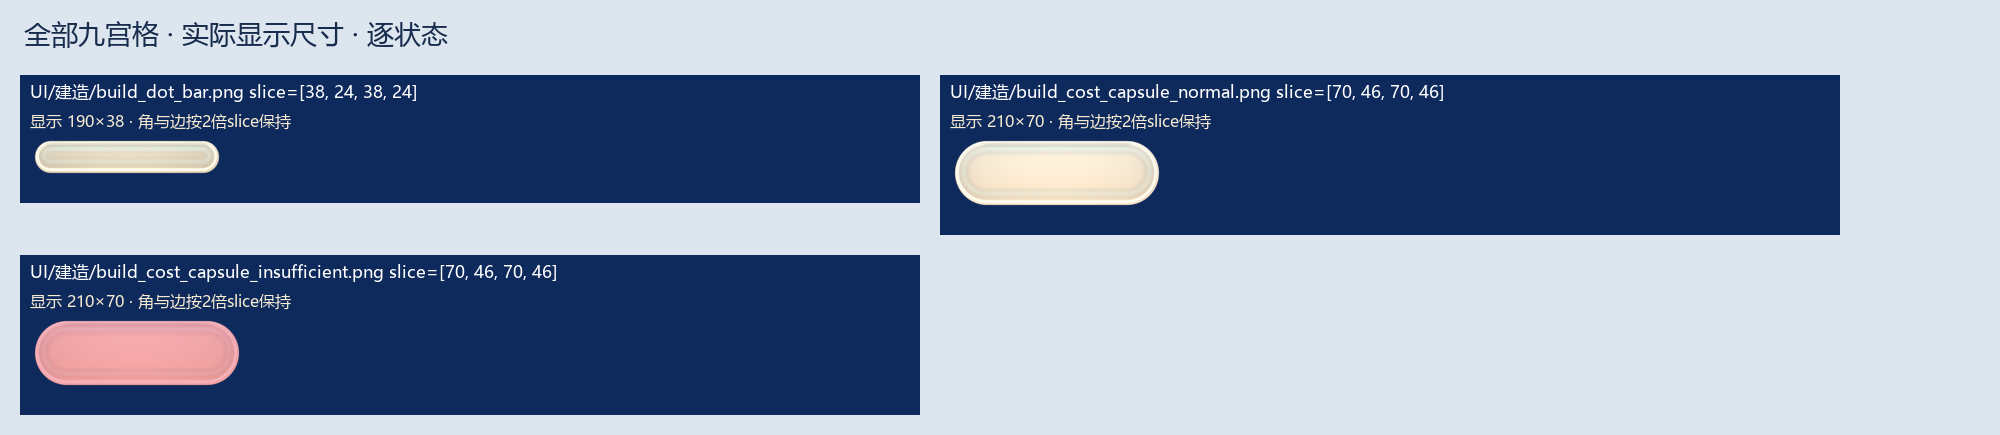 全部九宫格 · 实际显示尺寸 · 逐状态
UI/建造/build_dot_bar.png slice=[38, 24, 38, 24]
显示 190×38 · 角与边按2倍slice保持
UI/建造/build_cost_capsule_normal.png slice=[70, 46, 70, 46]
显示 210×70 · 角与边按2倍slice保持
UI/建造/build_cost_capsule_insufficient.png slice=[70, 46, 70, 46]
显示 210×70 · 角与边按2倍slice保持